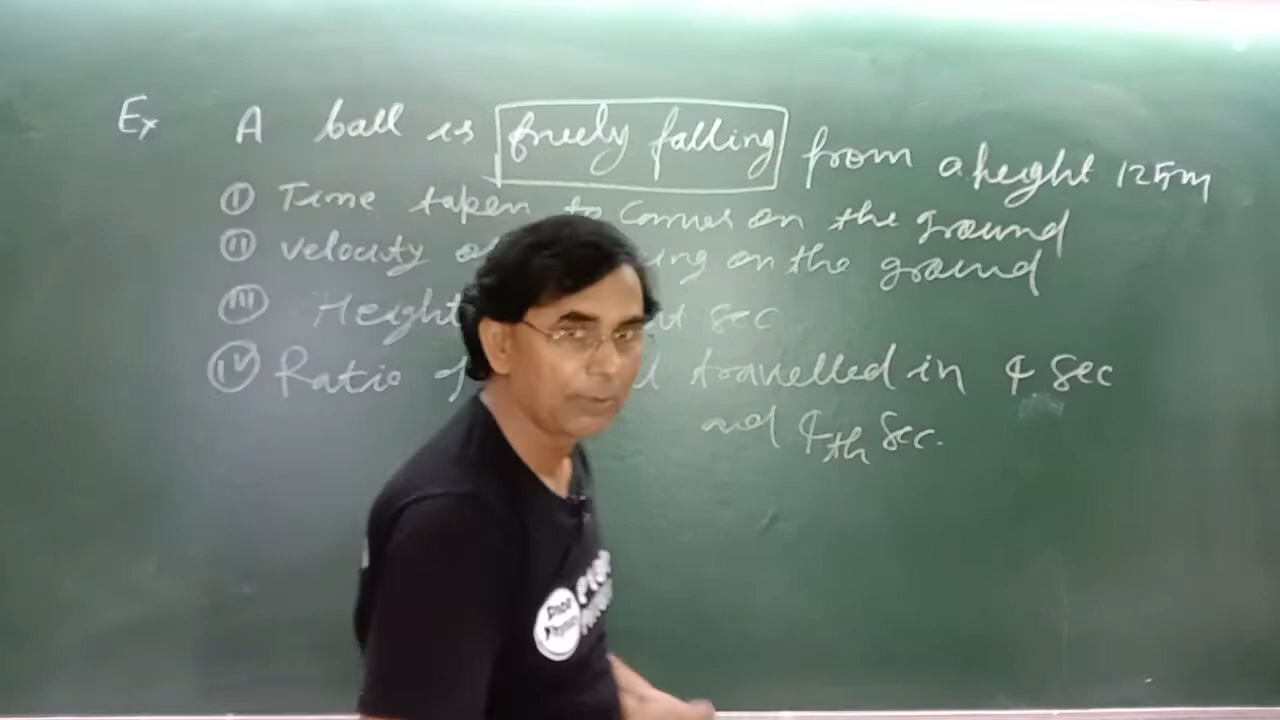 Ex A ball is freely falling from a height 125m
I Time taken to comes on the ground
II velocity on the ground
III Height sec
IV Ratio travelled in 4 sec
and 4th sec.